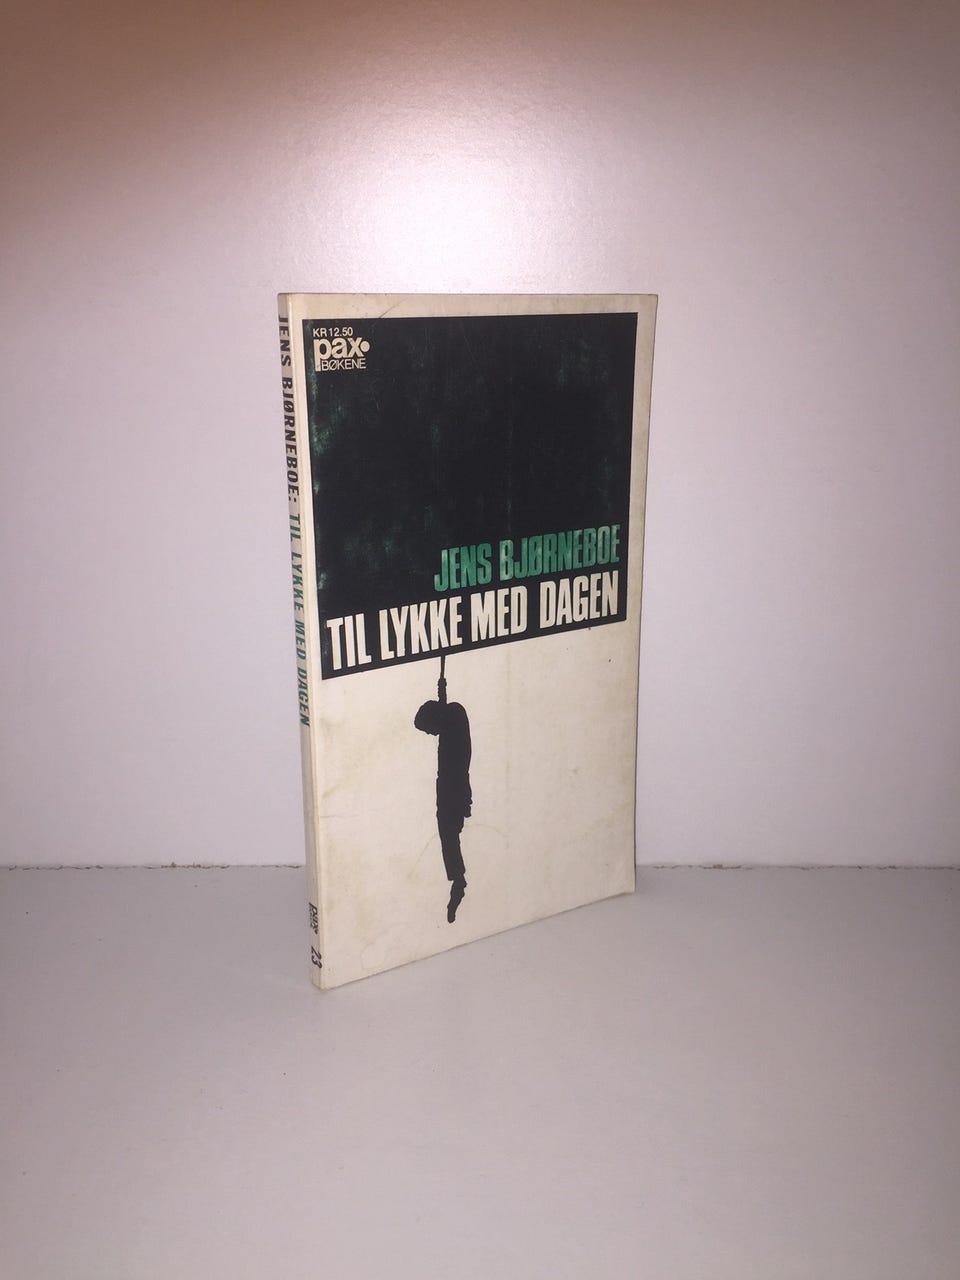 KR 12.50
pax
BØKENE
JENS BJØRNEBOE
TIL LYKKE MED DAGEN
JENS BJØRNEBOE: TIL LYKKE MED DAGEN
pax
23